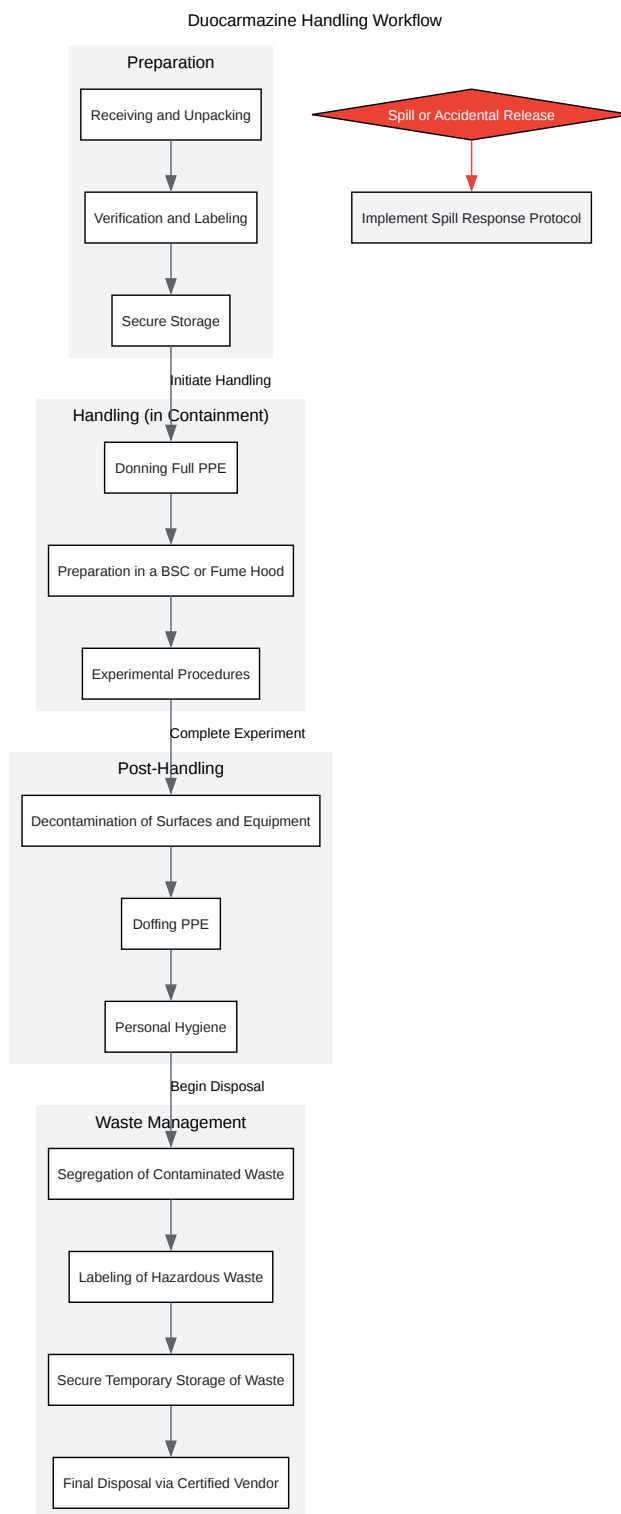 Duocarmazine Handling Workflow
Preparation
Receiving and Unpacking
Verification and Labeling
Secure Storage
Spill or Accidental Release
Implement Spill Response Protocol
Initiate Handling
Handling (in Containment)
Donning Full PPE
Preparation in a BSC or Fume Hood
Experimental Procedures
Complete Experiment
Post-Handling
Decontamination of Surfaces and Equipment
Doffing PPE
Personal Hygiene
Begin Disposal
Waste Management
Segregation of Contaminated Waste
Labeling of Hazardous Waste
Secure Temporary Storage of Waste
Final Disposal via Certified Vendor